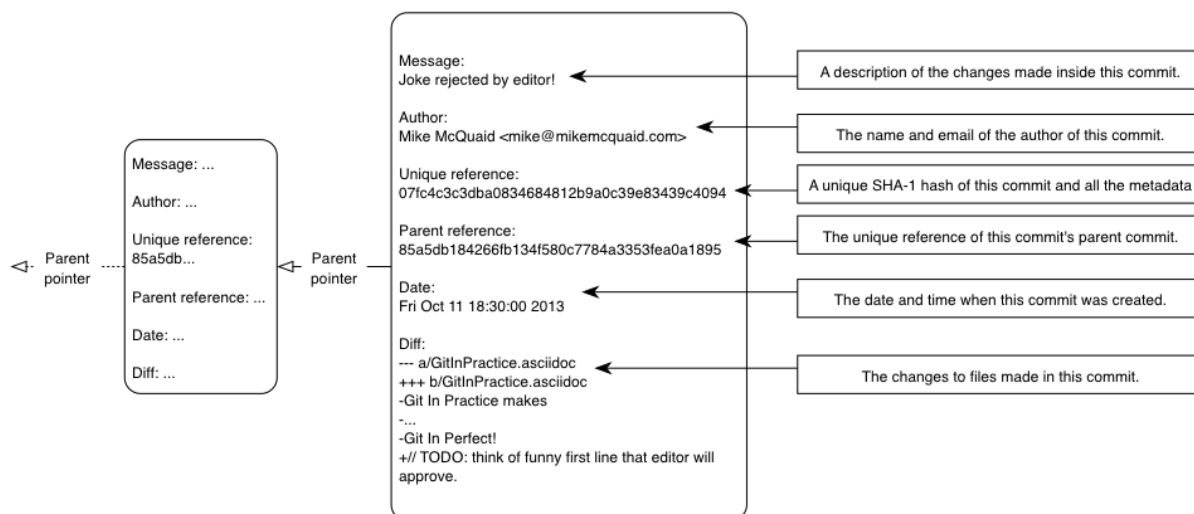 Parent
pointer
Message: ...
Author: ...
Unique reference:
85a5db...
Parent reference: ...
Date: ...
Diff: ...
Parent
pointer
Message:
Joke rejected by editor!
Author:
Mike McQuaid <mike@mikemcquaid.com>
Unique reference:
07fc4c3c3dba0834684812b9a0c39e83439c4094
Parent reference:
85a5db184266fb134f580c7784a3353fea0a1895
Date:
Fri Oct 11 18:30:00 2013
Diff:
--- a/GitInPractice.asciidoc
+++ b/GitInPractice.asciidoc
-Git In Practice makes
-...
-Git In Perfect!
+// TODO: think of funny first line that editor will
approve.
A description of the changes made inside this commit.
The name and email of the author of this commit.
A unique SHA-1 hash of this commit and all the metadata
The unique reference of this commit's parent commit.
The date and time when this commit was created.
The changes to files made in this commit.